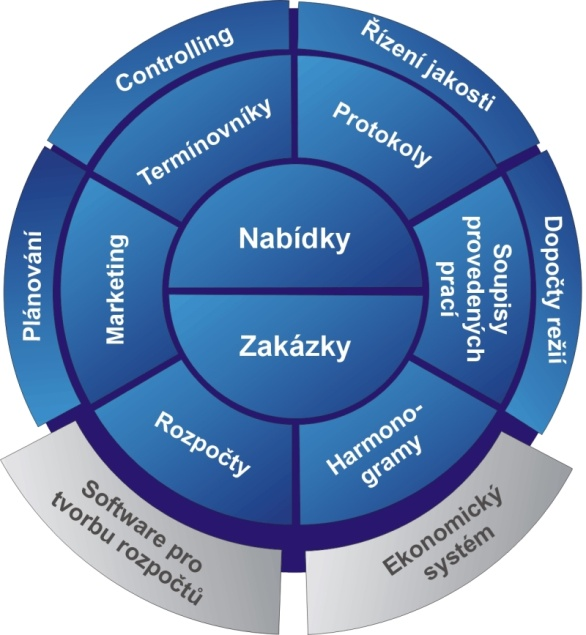 Controlling
Řízení jakosti
Termínovníky
Protokoly
Plánování
Marketing
Nabídky
Zakázky
Soupisy
provedených
prací
Dopočty režií
Rozpočty
Harmono-
gramy
Software pro
tvorbu rozpočtů
Ekonomický
systém